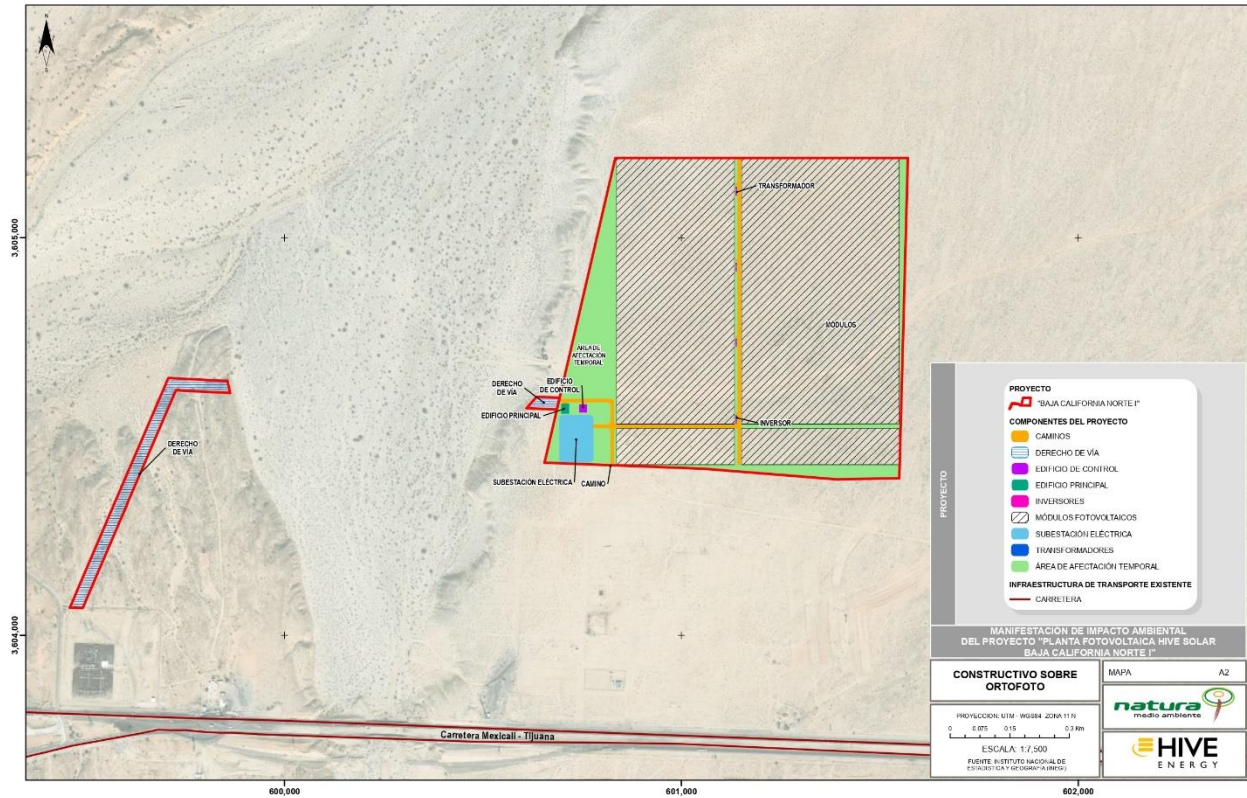 N
S
3,605,000
3,604,000
600,000
601,000
602,000
TRANSFORMADOR
MÓDULOS
ÁREA DE
AFECTACIÓN
TEMPORAL
DERECHO
DE VÍA
EDIFICIO
DE CONTROL
EDIFICIO PRINCIPAL
INVERSOR
SUBESTACIÓN ELÉCTRICA
CAMINO
DERECHO
DE VIA
Carretera Mexicali - Tijuana
PROYECTO
PROYECTO
"BAJA CALIFORNIA NORTE I"
COMPONENTES DEL PROYECTO
CAMINOS
DERECHO DE VÍA
EDIFICIO DE CONTROL
EDIFICIO PRINCIPAL
INVERSORES
MÓDULOS FOTOVOLTAICOS
SUBESTACIÓN ELÉCTRICA
TRANSFORMADORES
ÁREA DE AFECTACIÓN TEMPORAL
INFRAESTRUCTURA DE TRANSPORTE EXISTENTE
CARRETERA
MANIFESTACIÓN DE IMPACTO AMBIENTAL
DEL PROYECTO "PLANTA FOTOVOLTAICA HIVE SOLAR
BAJA CALIFORNIA NORTE I"
CONSTRUCTIVO SOBRE
ORTOFOTO
MAPA A2
PROYECCIÓN: UTM - WGS84 ZONA 11 N
0 0.075 0.15 0.3 Km
ESCALA: 1:7,500
FUENTE: INSTITUTO NACIONAL DE
ESTADÍSTICA Y GEOGRAFÍA (INEGI)
natura
medio ambiente
HIVE
ENERGY